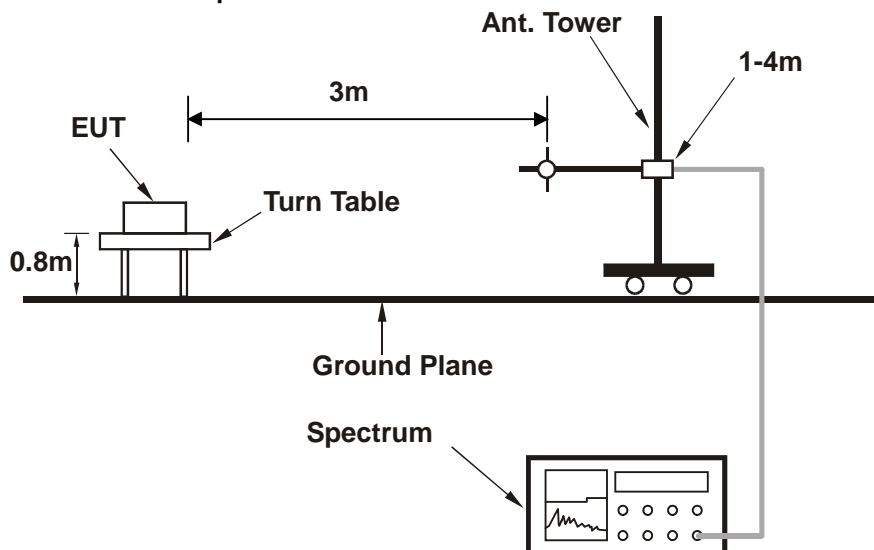 Ant. Tower
1-4m
3m
EUT
Turn Table
0.8m
Ground Plane
Spectrum